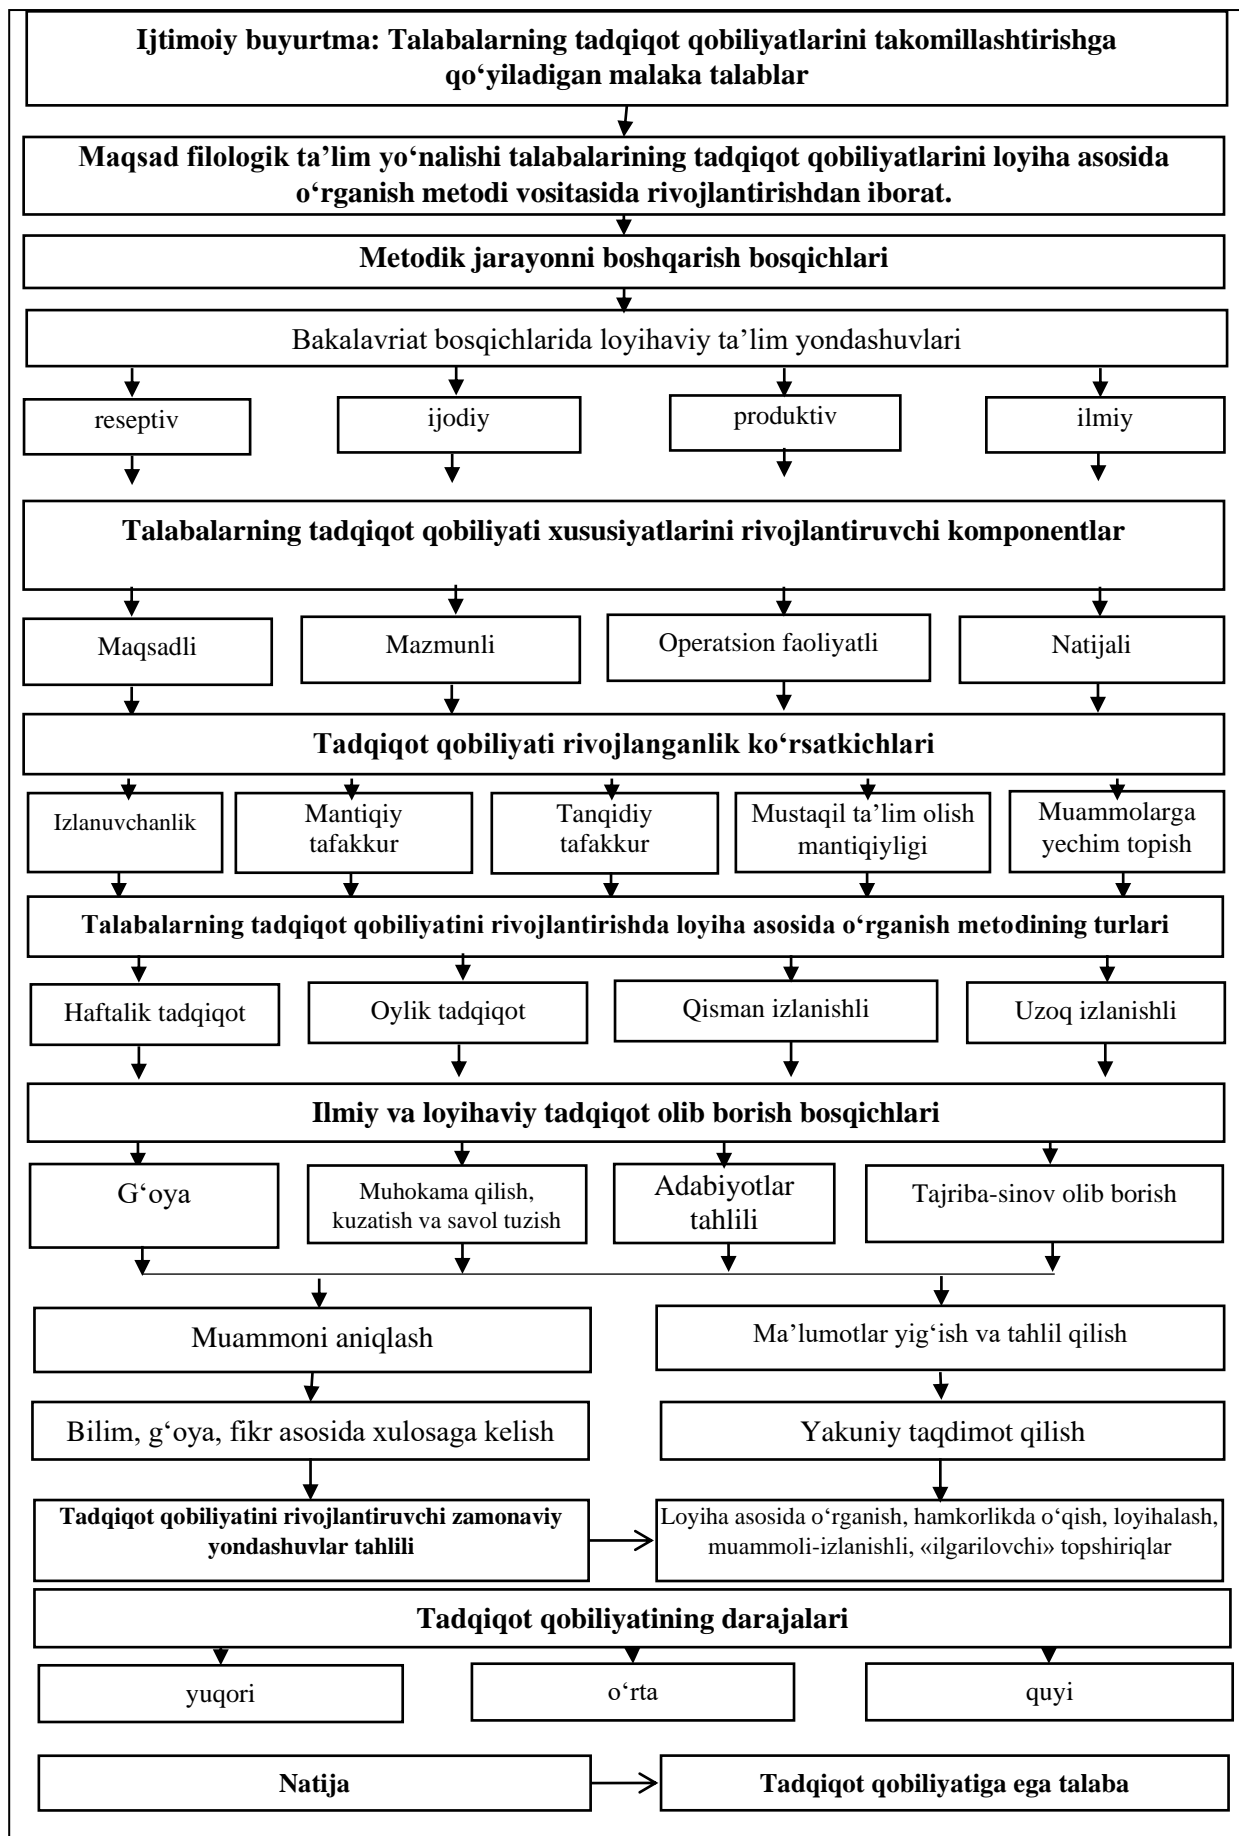 Ijtimoiy buyurtma: Talabalarning tadqiqot qobiliyatlarini takomillashtirishga
qo‘yiladigan malaka talablar
Maqsad filologik ta’lim yo‘nalishi talabalarining tadqiqot qobiliyatlarini loyiha asosida
o‘rganish metodi vositasida rivojlantirishdan iborat.
Metodik jarayonni boshqarish bosqichlari
Bakalavriat bosqichlarida loyihaviy ta’lim yondashuvlari
reseptiv
ijodiy
produktiv
ilmiy
Talabalarning tadqiqot qobiliyati xususiyatlarini rivojlantiruvchi komponentlar
Maqsadli
Mazmunli
Operatsion faoliyatli
Natijali
Tadqiqot qobiliyati rivojlanganlik ko‘rsatkichlari
Izlanuvchanlik
Mantiqiy
tafakkur
Tanqidiy
tafakkur
Mustaqil ta’lim olish
mantiqiyligi
Muammolarga
yechim topish
Talabalarning tadqiqot qobiliyatini rivojlantirishda loyiha asosida o‘rganish metodining turlari
Haftalik tadqiqot
Oylik tadqiqot
Qisman izlanishli
Uzoq izlanishli
Ilmiy va loyihaviy tadqiqot olib borish bosqichlari
G‘oya
Muhokama qilish,
kuzatish va savol tuzish
Adabiyotlar
tahlili
Tajriba-sinov olib borish
Muammoni aniqlash
Ma’lumotlar yig‘ish va tahlil qilish
Bilim, g‘oya, fikr asosida xulosaga kelish
Yakuniy taqdimot qilish
Tadqiqot qobiliyatini rivojlantiruvchi zamonaviy
yondashuvlar tahlili
Loyiha asosida o‘rganish, hamkorlikda o‘qish, loyihalash,
muammoli-izlanishli, «ilgarilovchi» topshiriqlar
Tadqiqot qobiliyatining darajalari
yuqori
o‘rta
quyi
Natija
Tadqiqot qobiliyatiga ega talaba